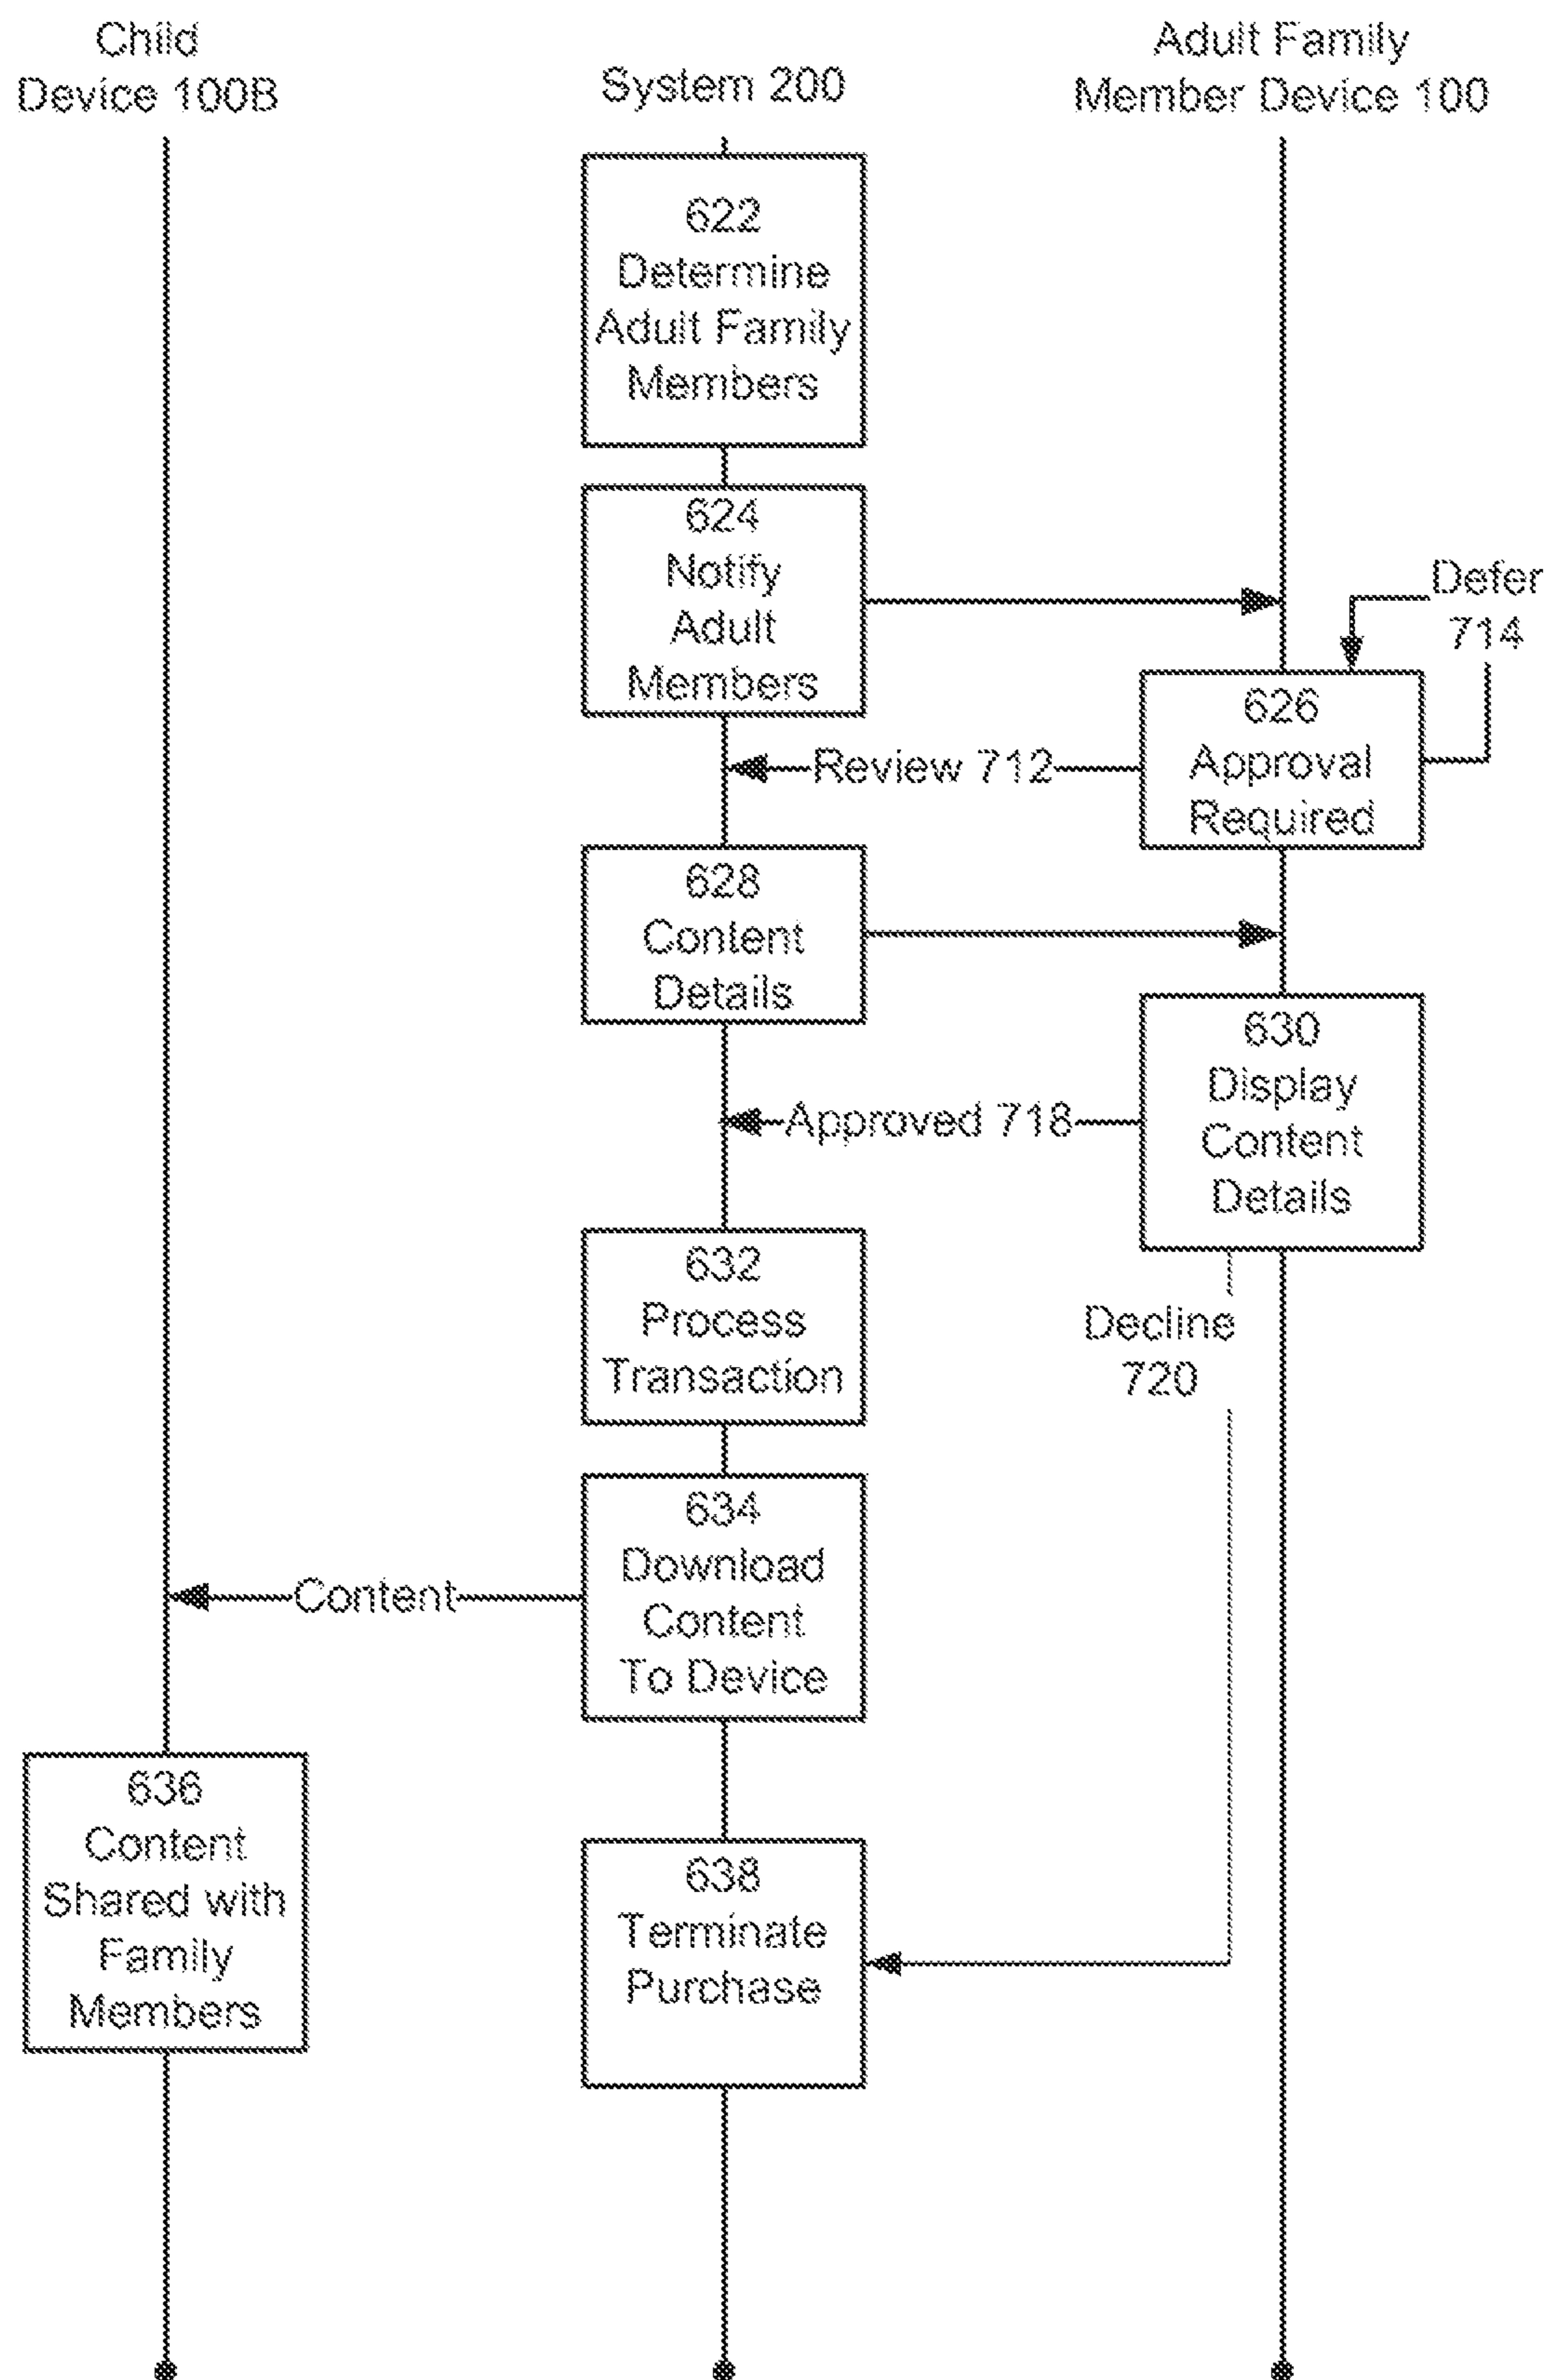 Child
Device 100B
System 200
Adult Family
Member Device 100
622
Determine
Adult Family
Members
624
Notify
Adult
Members
Defer
714
626
Approval
Required
Review 712
628
Content
Details
630
Display
Content
Details
Approved 718
632
Process
Transaction
Decline
720
634
Download
Content
To Device
Content
636
Content
Shared with
Family
Members
638
Terminate
Purchase